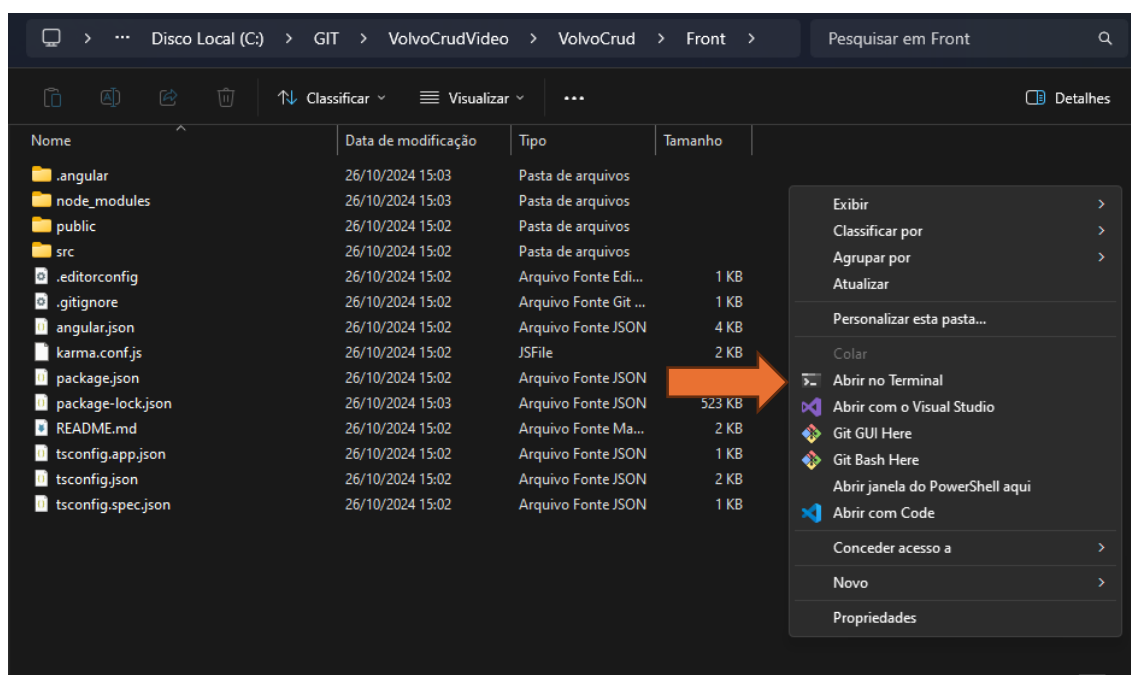 ··· Disco Local (C:) > GIT > VolvoCrudVideo > VolvoCrud > Front > Pesquisar em Front
Classificar Visualizar ··· Detalhes
Nome Data de modificação Tipo Tamanho
.angular 26/10/2024 15:03 Pasta de arquivos
node_modules 26/10/2024 15:03 Pasta de arquivos
public 26/10/2024 15:02 Pasta de arquivos
src 26/10/2024 15:02 Pasta de arquivos
.editorconfig 26/10/2024 15:02 Arquivo Fonte Edi... 1 KB
.gitignore 26/10/2024 15:02 Arquivo Fonte Git ... 1 KB
angular.json 26/10/2024 15:02 Arquivo Fonte JSON 4 KB
karma.conf.js 26/10/2024 15:02 JSFile 2 KB
package.json 26/10/2024 15:02 Arquivo Fonte JSON
package-lock.json 26/10/2024 15:03 Arquivo Fonte JSON 523 KB
README.md 26/10/2024 15:02 Arquivo Fonte Ma... 2 KB
tsconfig.app.json 26/10/2024 15:02 Arquivo Fonte JSON 1 KB
tsconfig.json 26/10/2024 15:02 Arquivo Fonte JSON 2 KB
tsconfig.spec.json 26/10/2024 15:02 Arquivo Fonte JSON 1 KB
Exibir
Classificar por
Agrupar por
Atualizar
Personalizar esta pasta...
Colar
Abrir no Terminal
Abrir com o Visual Studio
Git GUI Here
Git Bash Here
Abrir janela do PowerShell aqui
Abrir com Code
Conceder acesso a
Novo
Propriedades